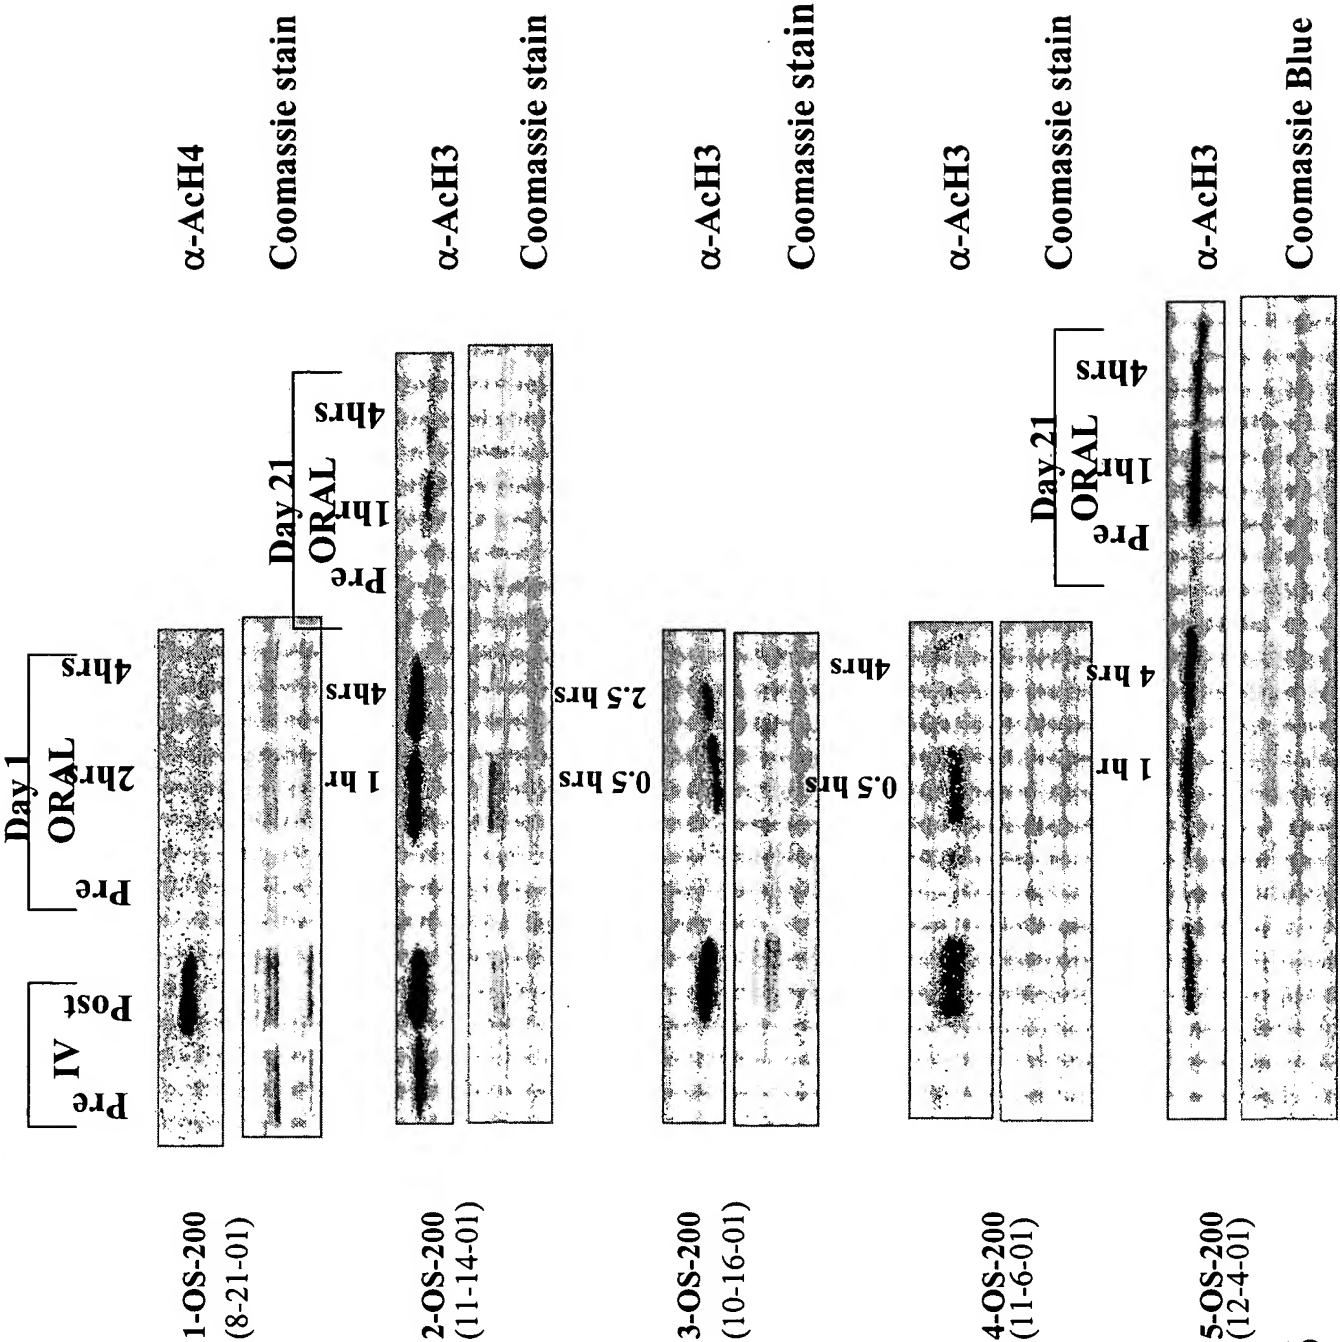 Day 1
IV
ORAL
Pre
Post
Pre
2hrs
4hrs
1-OS-200
(8-21-01)
α-AcH4
Coomassie stain
Day 21
ORAL
1 hr
4hrs
Pre
1hr
4hrs
2-OS-200
(11-14-01)
α-AcH3
Coomassie stain
0.5 hrs
2.5 hrs
3-OS-200
(10-16-01)
α-AcH3
Coomassie stain
0.5 hrs
4hrs
4-OS-200
(11-6-01)
α-AcH3
Coomassie stain
Day 21
ORAL
1 hr
4 hrs
Pre
1hr
4hrs
5-OS-200
(12-4-01)
α-AcH3
Coomassie Blue